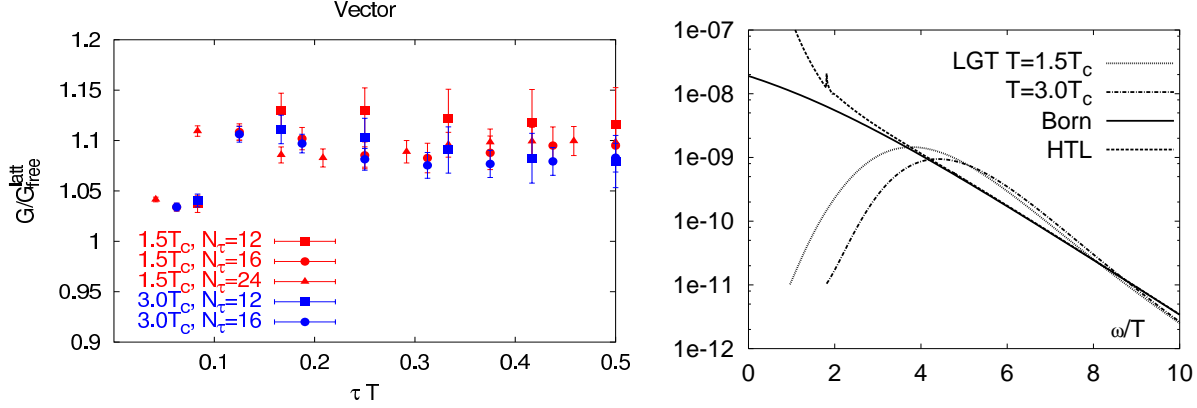 Vector
G/G_free^latt
1.2
1.15
1.1
1.05
1
0.95
0.9
0.1
0.2
0.3
0.4
0.5
τ T
1.5T_c, N_τ=12
1.5T_c, N_τ=16
1.5T_c, N_τ=24
3.0T_c, N_τ=12
3.0T_c, N_τ=16
1e-07
1e-08
1e-09
1e-10
1e-11
1e-12
0
2
4
6
8
10
LGT T=1.5T_c
T=3.0T_c
Born
HTL
ω/T